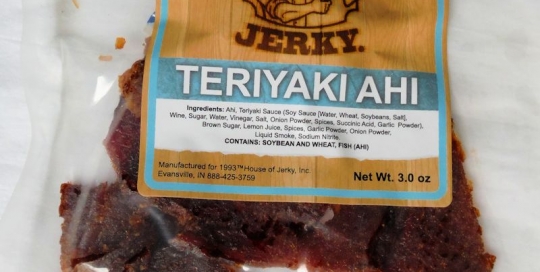 JERKY.
TERIYAKI AHI
Ingredients: Ahi, Teriyaki Sauce (Soy Sauce [Water, Wheat, Soybeans, Salt],
Wine, Sugar, Water, Vinegar, Salt, Onion Powder, Spices, Succinic Acid, Garlic Powder),
Brown Sugar, Lemon Juice, Spices, Garlic Powder, Onion Powder,
Liquid Smoke, Sodium Nitrite.
CONTAINS: SOYBEAN AND WHEAT, FISH (AHI)
Manufactured for 1993™House of Jerky, Inc.
Evansville, IN 888-425-3759
Net Wt. 3.0 oz